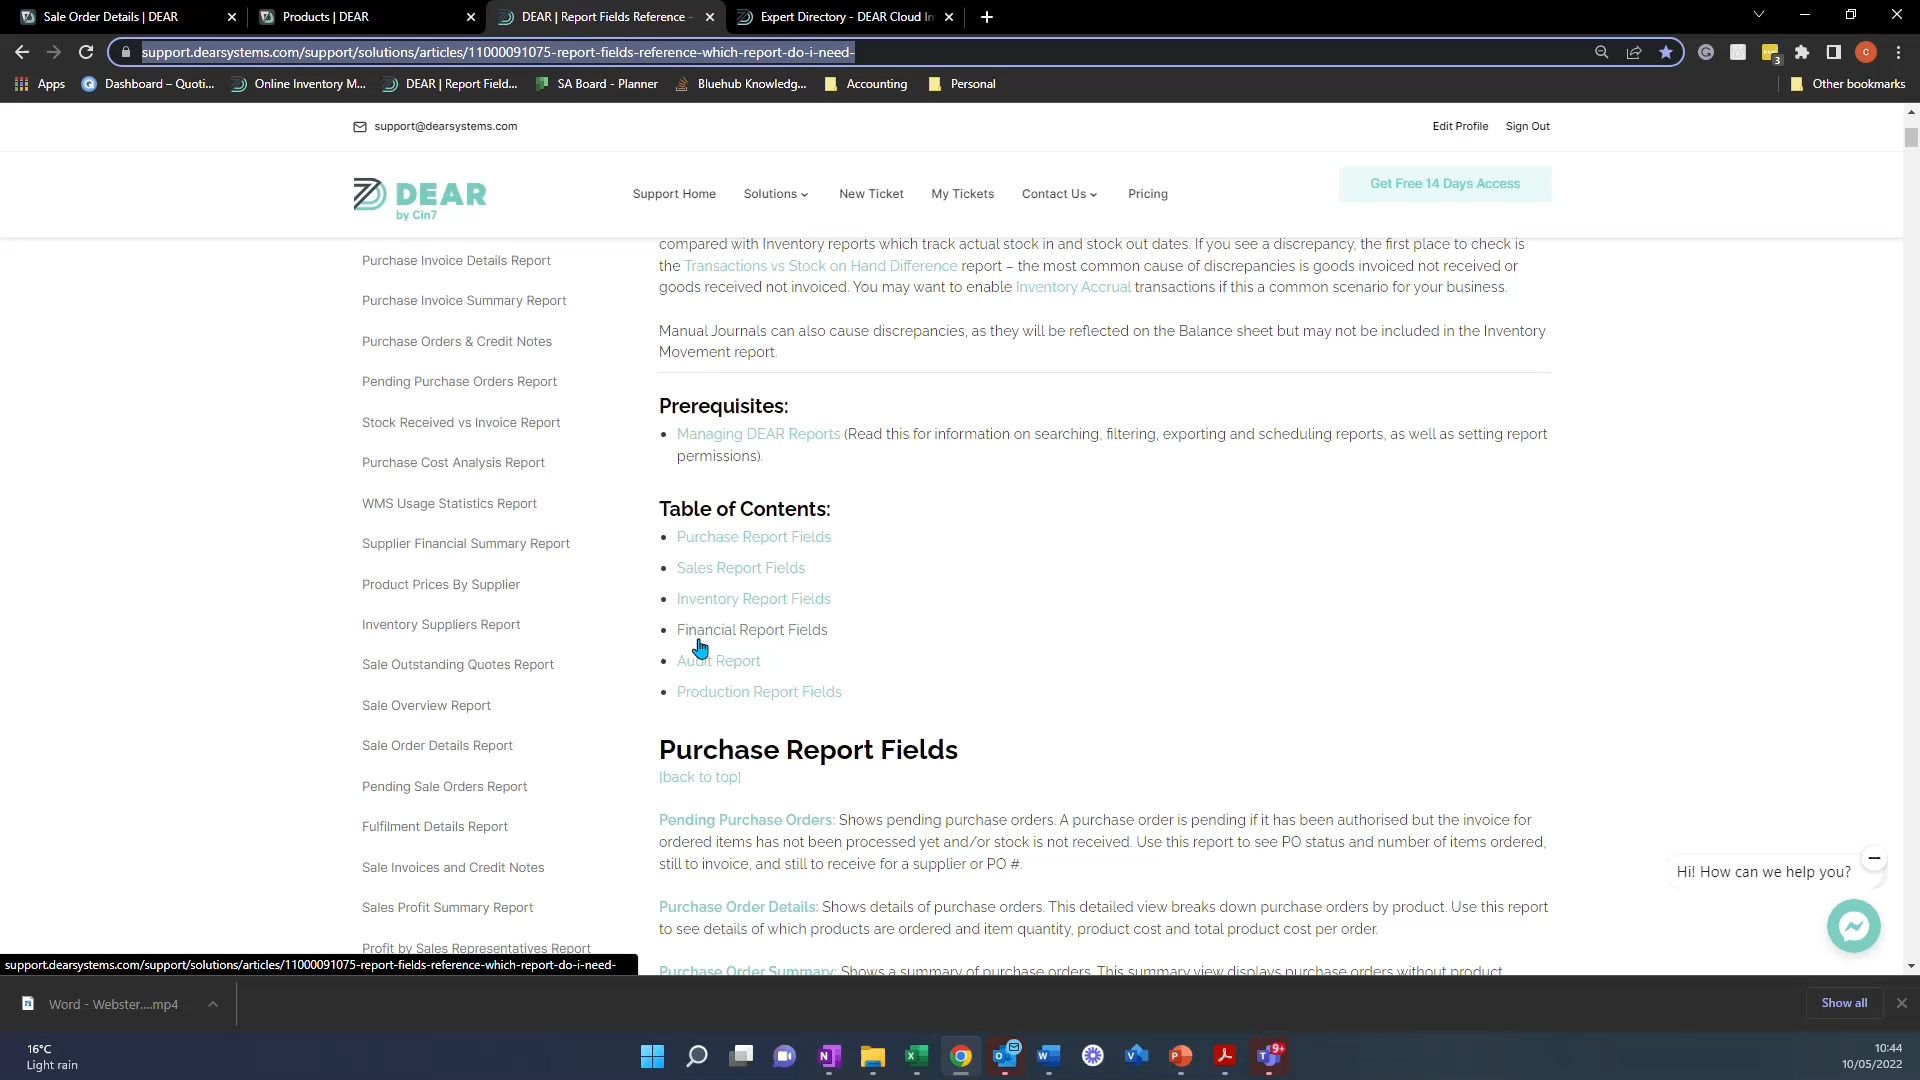 Sale Order Details | DEAR
Products | DEAR
DEAR | Report Fields Reference -
Expert Directory - DEAR Cloud In
support.dearsystems.com/support/solutions/articles/11000091075-report-fields-reference-which-report-do-i-need-
3
C
Apps
Dashboard – Quoti...
Online Inventory M...
DEAR | Report Field...
SA Board - Planner
Bluehub Knowledg...
Accounting
Personal
Other bookmarks
support@dearsystems.com
Edit Profile
Sign Out
DEAR
by Cin7
Support Home
Solutions
New Ticket
My Tickets
Contact Us
Pricing
Get Free 14 Days Access
Purchase Invoice Details Report
Purchase Invoice Summary Report
Purchase Orders & Credit Notes
Pending Purchase Orders Report
Stock Received vs Invoice Report
Purchase Cost Analysis Report
WMS Usage Statistics Report
Supplier Financial Summary Report
Product Prices By Supplier
Inventory Suppliers Report
Sale Outstanding Quotes Report
Sale Overview Report
Sale Order Details Report
Pending Sale Orders Report
Fulfilment Details Report
Sale Invoices and Credit Notes
Sales Profit Summary Report
Profit by Sales Representatives Report
compared with Inventory reports which track actual stock in and stock out dates. If you see a discrepancy, the first place to check is
the Transactions vs Stock on Hand Difference report – the most common cause of discrepancies is goods invoiced not received or
goods received not invoiced. You may want to enable Inventory Accrual transactions if this a common scenario for your business.
Manual Journals can also cause discrepancies, as they will be reflected on the Balance sheet but may not be included in the Inventory
Movement report.
Prerequisites:
• Managing DEAR Reports (Read this for information on searching, filtering, exporting and scheduling reports, as well as setting report
permissions).
Table of Contents:
• Purchase Report Fields
• Sales Report Fields
• Inventory Report Fields
• Financial Report Fields
• Audit Report
• Production Report Fields
Purchase Report Fields
[back to top]
Pending Purchase Orders: Shows pending purchase orders. A purchase order is pending if it has been authorised but the invoice for
ordered items has not been processed yet and/or stock is not received. Use this report to see PO status and number of items ordered,
still to invoice, and still to receive for a supplier or PO #.
Purchase Order Details: Shows details of purchase orders. This detailed view breaks down purchase orders by product. Use this report
to see details of which products are ordered and item quantity, product cost and total product cost per order.
Purchase Order Summary: Shows a summary of purchase orders. This summary view displays purchase orders without product
Hi! How can we help you?
support.dearsystems.com/support/solutions/articles/11000091075-report-fields-reference-which-report-do-i-need-
Word - Webster....mp4
Show all
16°C
Light rain
9+
10:44
10/05/2022